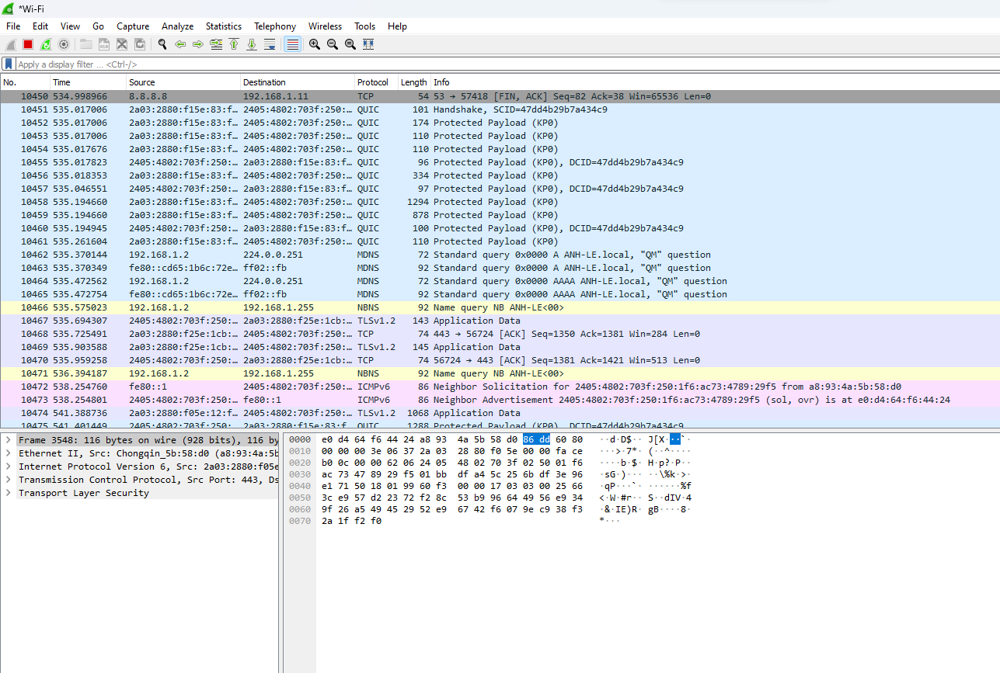 *Wi-Fi
File Edit View Go Capture Analyze Statistics Telephony Wireless Tools Help
Apply a display filter ... <Ctrl-/>
No. Time Source Destination Protocol Length Info
10450 534.998966 8.8.8.8 192.168.1.11 TCP 54 53 → 57418 [FIN, ACK] Seq=82 Ack=38 Win=65536 Len=0
10451 535.017006 2a03:2880:f15e:83:f… 2405:4802:703f:250:… QUIC 101 Handshake, SCID=47dd4b29b7a434c9
10452 535.017006 2a03:2880:f15e:83:f… 2405:4802:703f:250:… QUIC 174 Protected Payload (KP0)
10453 535.017006 2a03:2880:f15e:83:f… 2405:4802:703f:250:… QUIC 110 Protected Payload (KP0)
10454 535.017676 2a03:2880:f15e:83:f… 2405:4802:703f:250:… QUIC 110 Protected Payload (KP0)
10455 535.017823 2405:4802:703f:250:… 2a03:2880:f15e:83:f… QUIC 96 Protected Payload (KP0), DCID=47dd4b29b7a434c9
10456 535.018353 2a03:2880:f15e:83:f… 2405:4802:703f:250:… QUIC 334 Protected Payload (KP0)
10457 535.046551 2405:4802:703f:250:… 2a03:2880:f15e:83:f… QUIC 97 Protected Payload (KP0), DCID=47dd4b29b7a434c9
10458 535.194660 2a03:2880:f15e:83:f… 2405:4802:703f:250:… QUIC 1294 Protected Payload (KP0)
10459 535.194660 2a03:2880:f15e:83:f… 2405:4802:703f:250:… QUIC 878 Protected Payload (KP0)
10460 535.194945 2405:4802:703f:250:… 2a03:2880:f15e:83:f… QUIC 100 Protected Payload (KP0), DCID=47dd4b29b7a434c9
10461 535.261604 2a03:2880:f15e:83:f… 2405:4802:703f:250:… QUIC 110 Protected Payload (KP0)
10462 535.370144 192.168.1.2 224.0.0.251 MDNS 72 Standard query 0x0000 A ANH-LE.local, "QM" question
10463 535.370349 fe80::cd65:1b6c:72e… ff02::fb MDNS 92 Standard query 0x0000 A ANH-LE.local, "QM" question
10464 535.472562 192.168.1.2 224.0.0.251 MDNS 72 Standard query 0x0000 AAAA ANH-LE.local, "QM" question
10465 535.472754 fe80::cd65:1b6c:72e… ff02::fb MDNS 92 Standard query 0x0000 AAAA ANH-LE.local, "QM" question
10466 535.575023 192.168.1.2 192.168.1.255 NBNS 92 Name query NB ANH-LE<00>
10467 535.694307 2405:4802:703f:250:… 2a03:2880:f25e:1cb:… TLSv1.2 143 Application Data
10468 535.725491 2a03:2880:f25e:1cb:… 2405:4802:703f:250:… TCP 74 443 → 56724 [ACK] Seq=1350 Ack=1381 Win=284 Len=0
10469 535.903588 2a03:2880:f25e:1cb:… 2405:4802:703f:250:… TLSv1.2 145 Application Data
10470 535.959258 2405:4802:703f:250:… 2a03:2880:f25e:1cb:… TCP 74 56724 → 443 [ACK] Seq=1381 Ack=1421 Win=513 Len=0
10471 536.394187 192.168.1.2 192.168.1.255 NBNS 92 Name query NB ANH-LE<00>
10472 538.254760 fe80::1 2405:4802:703f:250:… ICMPv6 86 Neighbor Solicitation for 2405:4802:703f:250:1f6:ac73:4789:29f5 from a8:93:4a:5b:58:d0
10473 538.254801 2405:4802:703f:250:… fe80::1 ICMPv6 86 Neighbor Advertisement 2405:4802:703f:250:1f6:ac73:4789:29f5 (sol, ovr) is at e0:d4:64:f6:44:24
10474 541.388736 2a03:2880:f05e:12:f… 2405:4802:703f:250:… TLSv1.2 1068 Application Data
10475 541.401449 2405:4802:703f:250:… 2a03:2880:f15e:83:f… QUIC 1288 Protected Payload (KP0), DCID=47dd4b29b7a434c9
Frame 3548: 116 bytes on wire (928 bits), 116 by
Ethernet II, Src: Chongqin_5b:58:d0 (a8:93:4a:5b
Internet Protocol Version 6, Src: 2a03:2880:f05e
Transmission Control Protocol, Src Port: 443, Ds
Transport Layer Security
0000 e0 d4 64 f6 44 24 a8 93 4a 5b 58 d0 86 dd 60 80 ··d·D$·· J[X···`·
0010 00 00 00 3e 06 37 2a 03 28 80 f0 5e 00 00 fa ce ···>·7*· (··^····
0020 b0 0c 00 00 62 06 24 05 48 02 70 3f 02 50 01 f6 ····b·$· H·p?·P··
0030 ac 73 47 89 29 f5 01 bb df a4 5c 25 6b df 3e 96 ·sG·)··· ··\%k·>·
0040 e1 71 50 18 01 99 60 f3 00 00 17 03 03 00 25 66 ·qP···`· ······%f
0050 3c e9 57 d2 23 72 f2 8c 53 b9 96 64 49 56 e9 34 <·W·#r·· S··dIV·4
0060 9f 26 a5 49 45 29 52 e9 67 42 f6 07 9e c9 38 f3 ·&·IE)R· gB····8·
0070 2a 1f f2 f0 *···